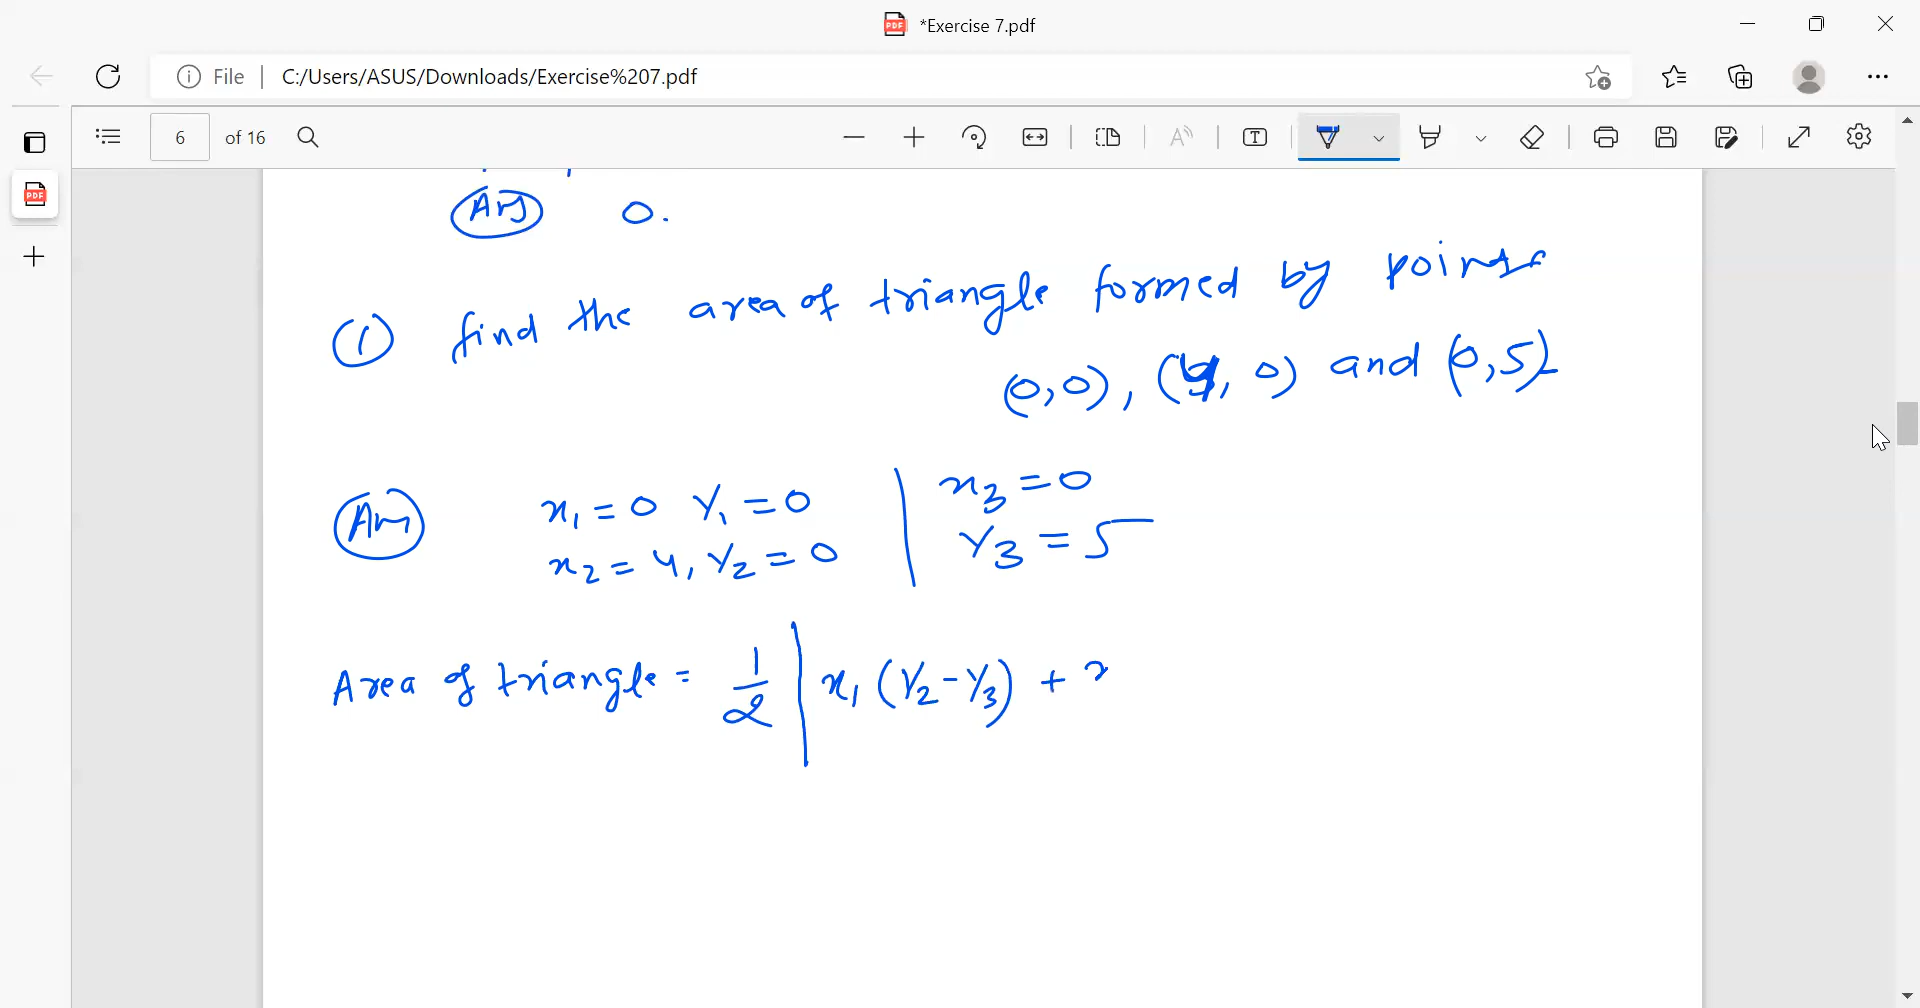 *Exercise 7.pdf
File C:/Users/ASUS/Downloads/Exercise%207.pdf
6 of 16
Ans 0.
(1) find the area of triangle formed by points
(0,0), (4, 0) and (0,5)
Ans x₁ = 0 y₁ = 0 | x₃ = 0
x₂ = 4, y₂ = 0 | y₃ = 5
Area of triangle = 1/2 | x₁ (y₂ - y₃) + x